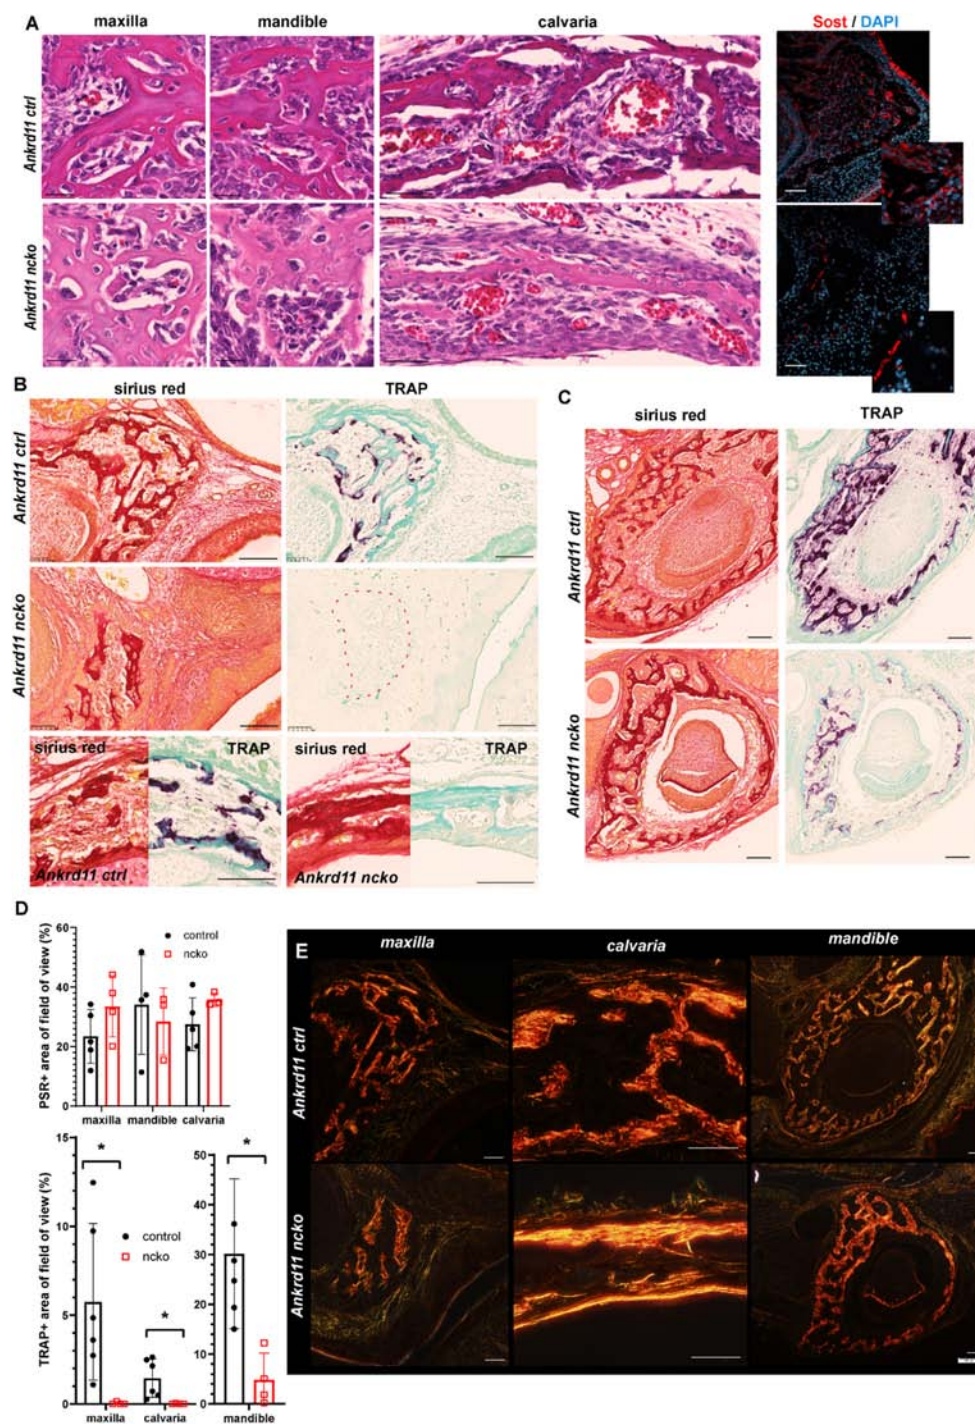 A
maxilla
mandible
calvaria
Sost / DAPI
Ankrd11 ctrl
Ankrd11 ncko
B
sirius red
TRAP
C
sirius red
TRAP
Ankrd11 ctrl
Ankrd11 ncko
sirius red
TRAP
sirius red
TRAP
Ankrd11 ctrl
Ankrd11 ncko
Ankrd11 ctrl
Ankrd11 ncko
D
PSR+ area of field of view (%)
60
40
20
0
control
ncko
maxilla
mandible
calvaria
TRAP+ area of field of view (%)
15
10
5
0
*
*
control
ncko
maxilla
calvaria
50
40
30
20
10
0
*
mandible
E
maxilla
calvaria
mandible
Ankrd11 ctrl
Ankrd11 ncko